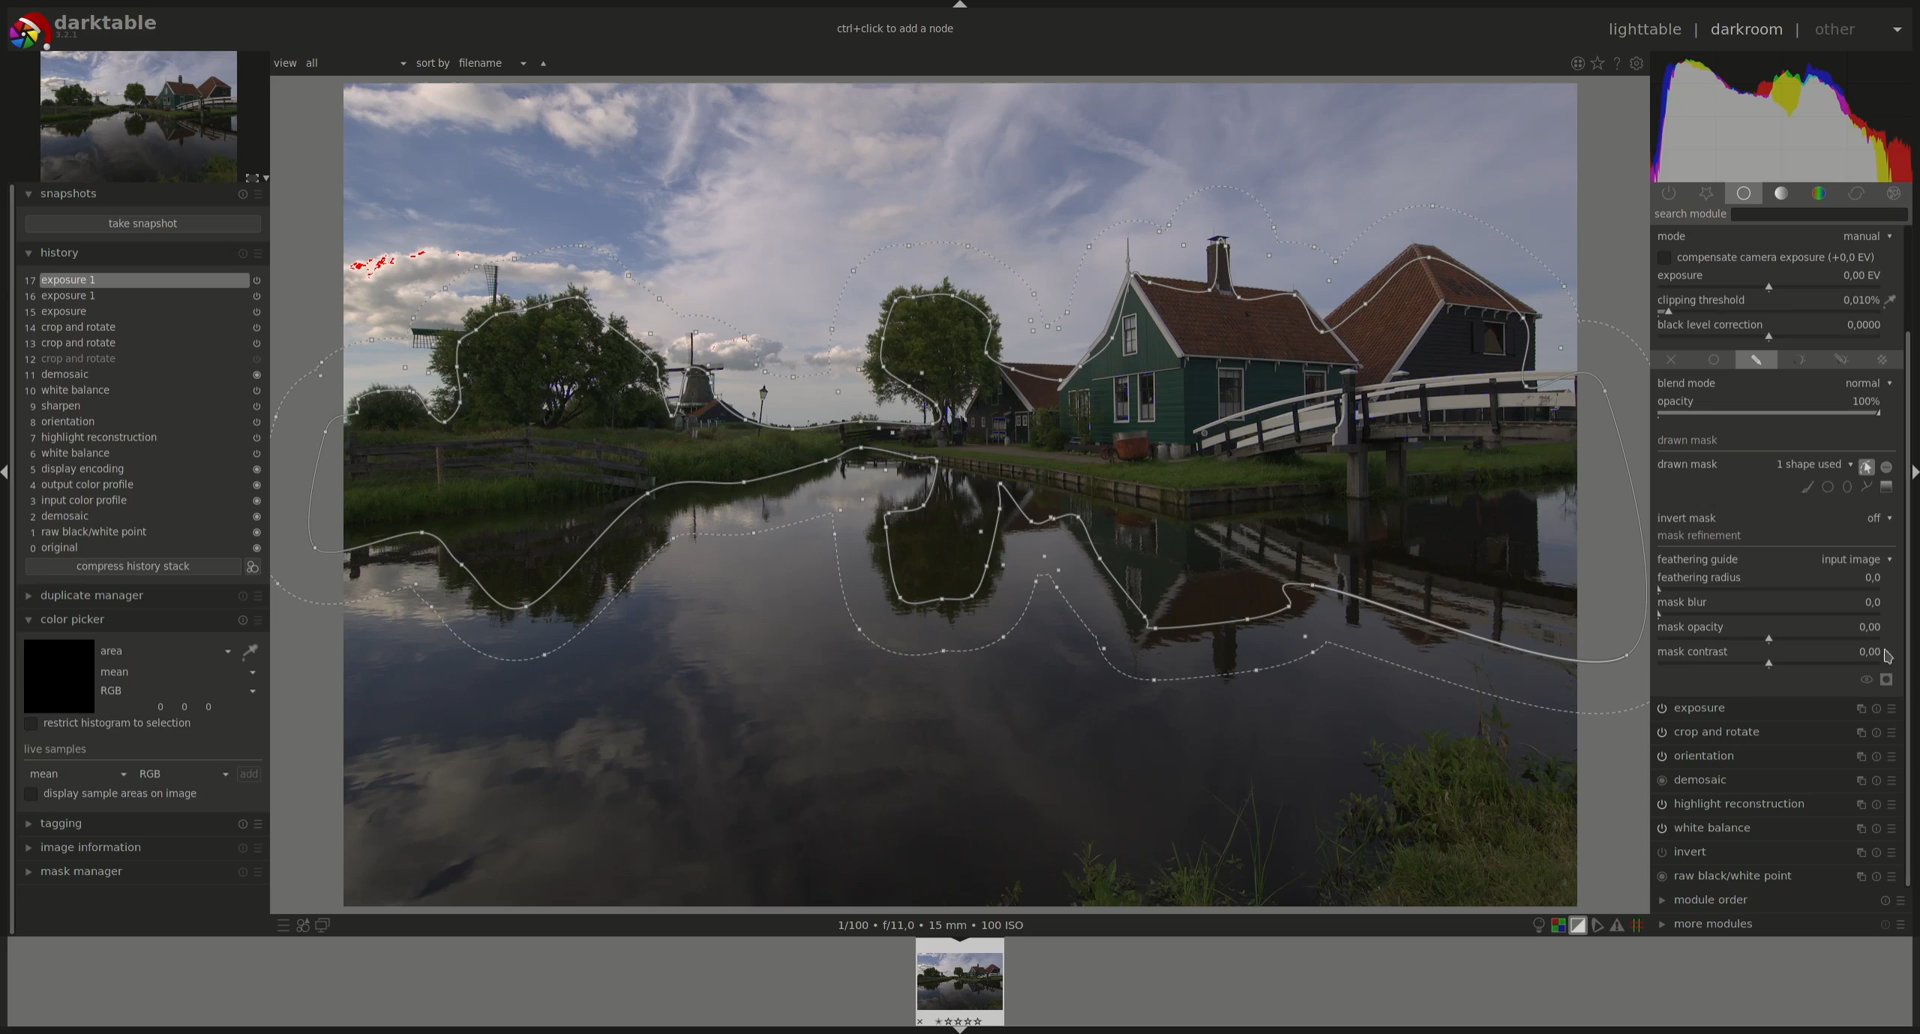 darktable
3.2.1
ctrl+click to add a node
lighttable | darkroom | other
view all sort by filename
snapshots
take snapshot
history
17 exposure 1
16 exposure 1
15 exposure
14 crop and rotate
13 crop and rotate
12 crop and rotate
11 demosaic
10 white balance
9 sharpen
8 orientation
7 highlight reconstruction
6 white balance
5 display encoding
4 output color profile
3 input color profile
2 demosaic
1 raw black/white point
0 original
compress history stack
duplicate manager
color picker
area
mean
RGB
0 0 0
restrict histogram to selection
live samples
mean RGB add
display sample areas on image
tagging
image information
mask manager
1/100 • f/11,0 • 15 mm • 100 ISO
search module
mode manual
compensate camera exposure (+0,0 EV)
exposure 0,00 EV
clipping threshold 0,010%
black level correction 0,0000
blend mode normal
opacity 100%
drawn mask
drawn mask 1 shape used
invert mask off
mask refinement
feathering guide input image
feathering radius 0,0
mask blur 0,0
mask opacity 0,00
mask contrast 0,00
exposure
crop and rotate
orientation
demosaic
highlight reconstruction
white balance
invert
raw black/white point
module order
more modules